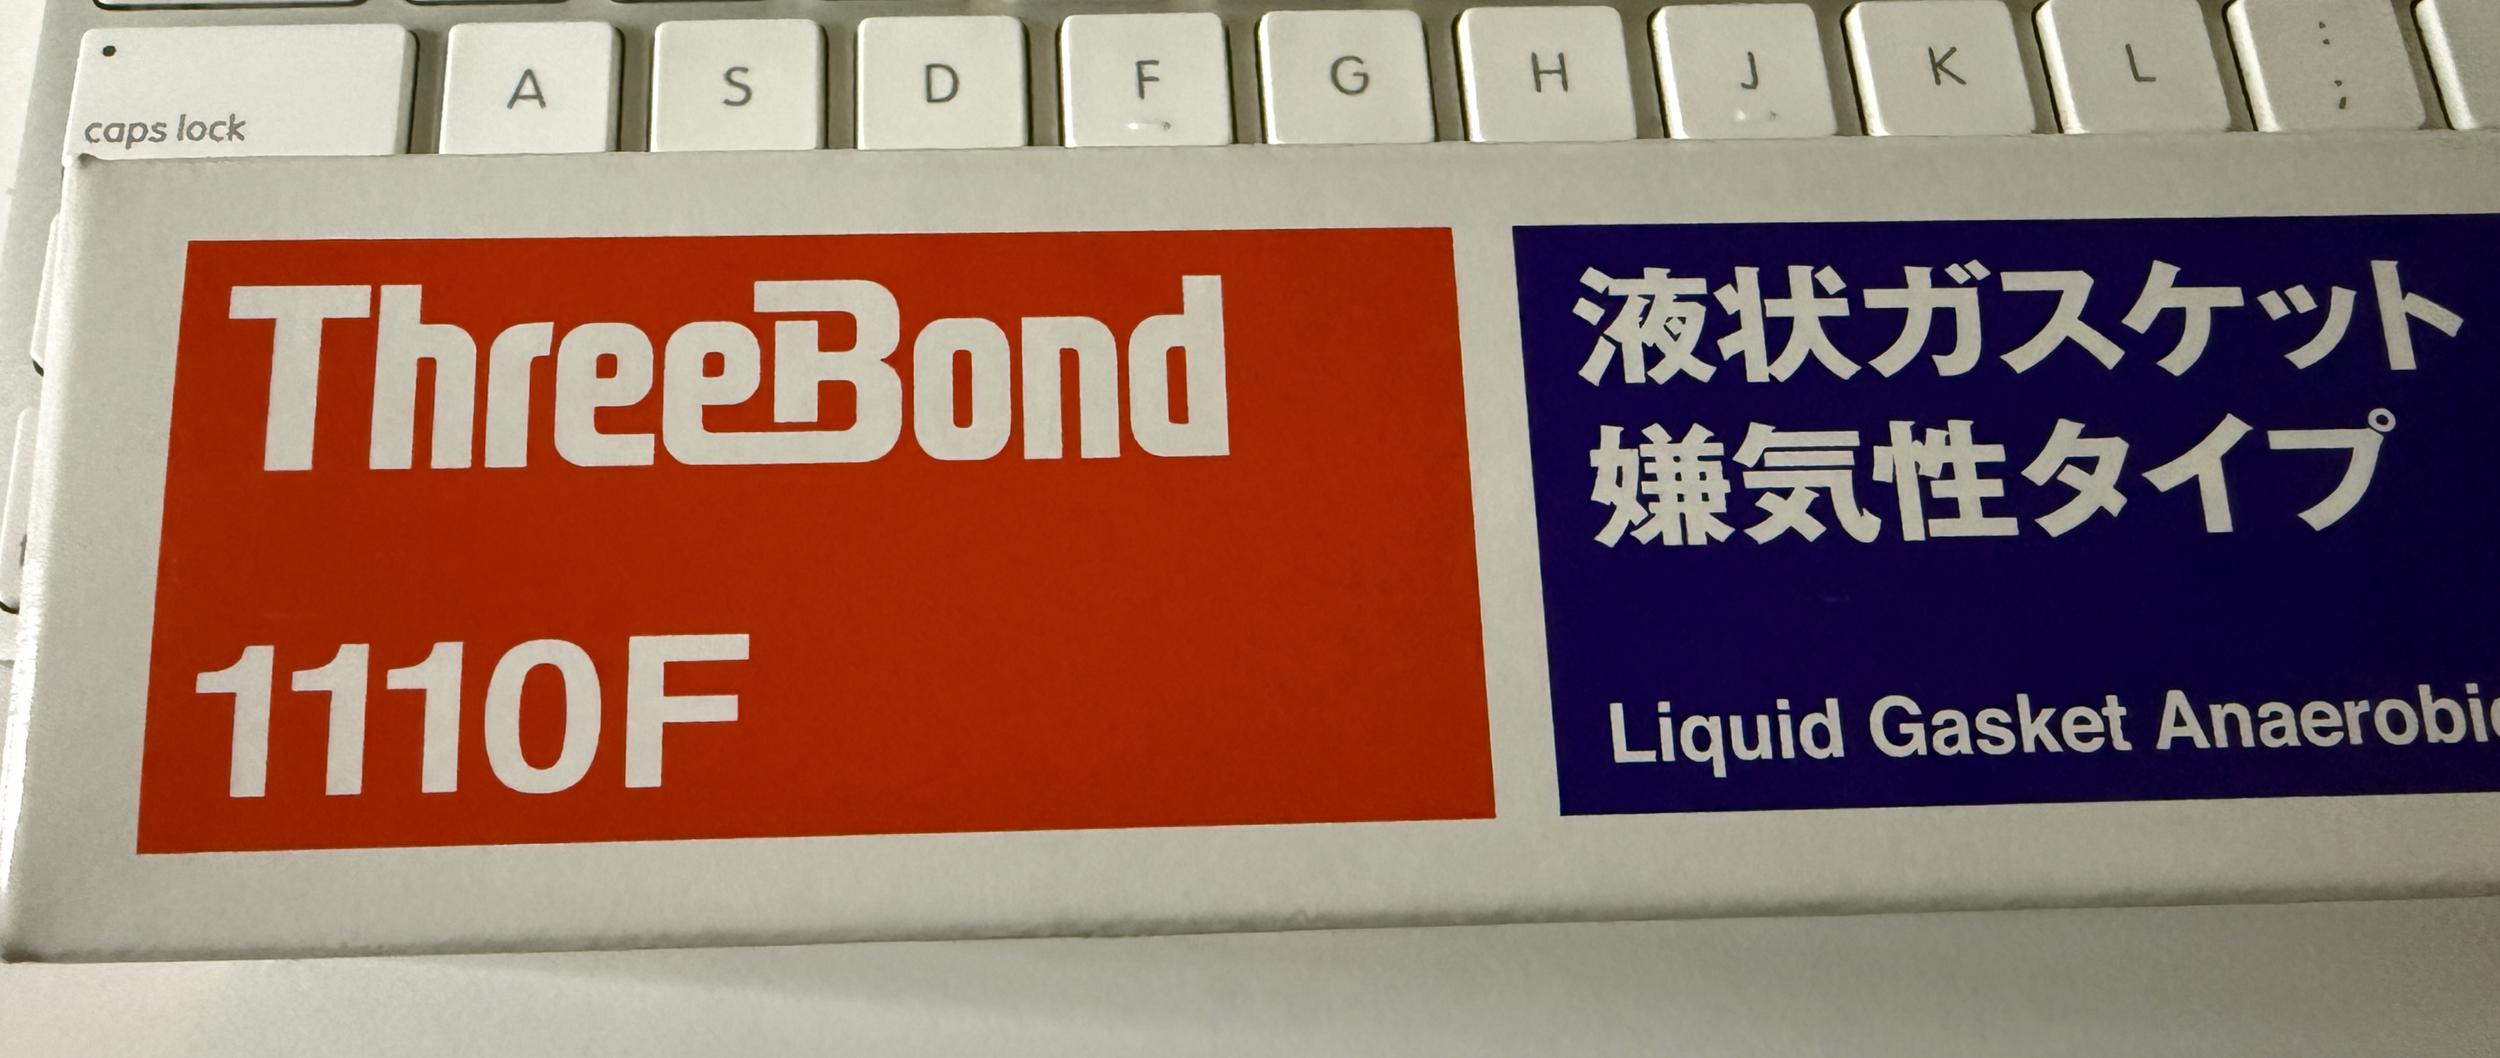 caps lock
A S D F G H J K L : ;
ThreeBond
1110F
液状ガスケット
嫌気性タイプ
Liquid Gasket Anaerobic